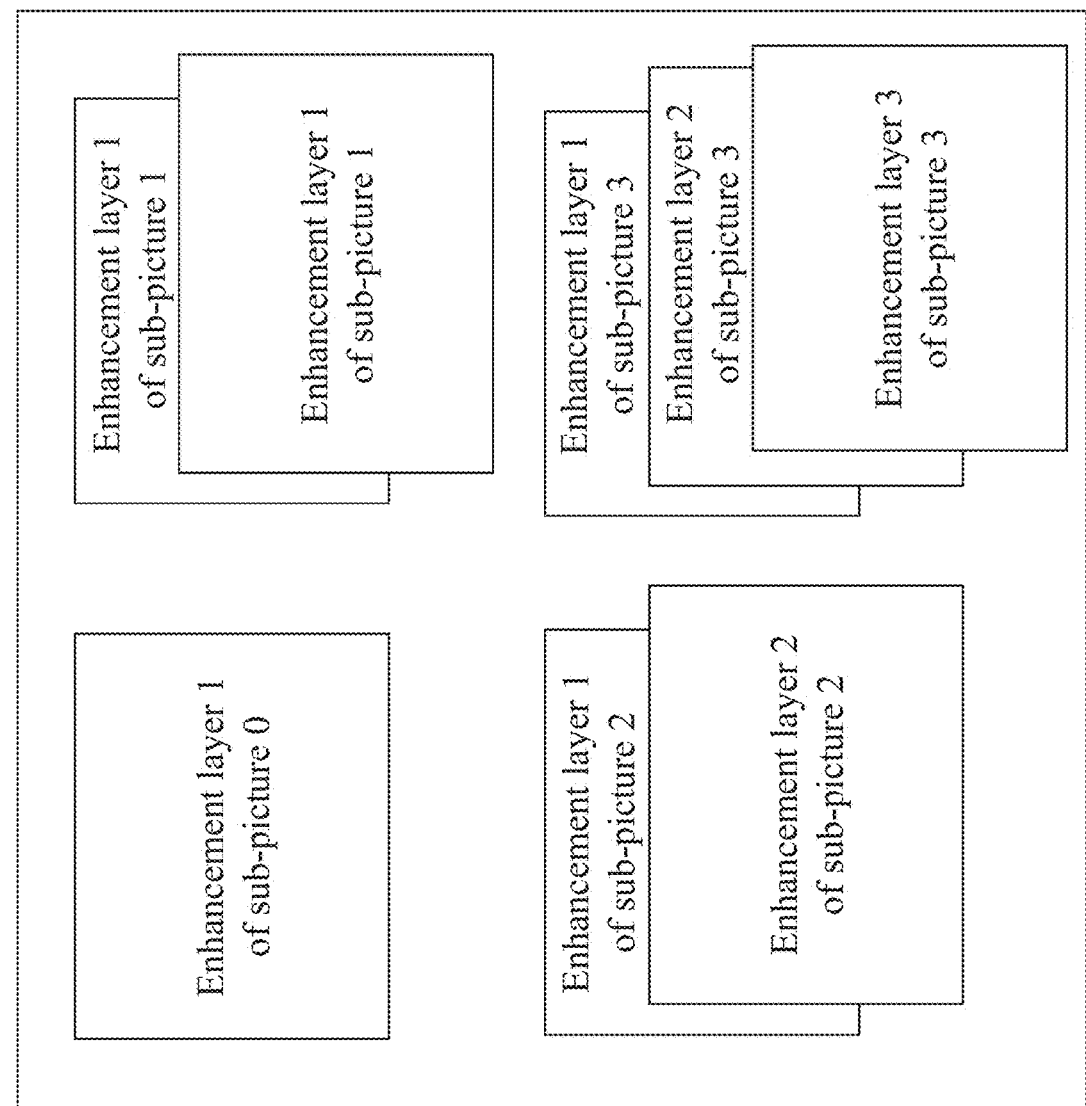 Enhancement layer 1
of sub-picture 0
Enhancement layer 1
of sub-picture 1
Enhancement layer 1
of sub-picture 1
Enhancement layer 1
of sub-picture 2
Enhancement layer 2
of sub-picture 2
Enhancement layer 1
of sub-picture 3
Enhancement layer 2
of sub-picture 3
Enhancement layer 3
of sub-picture 3